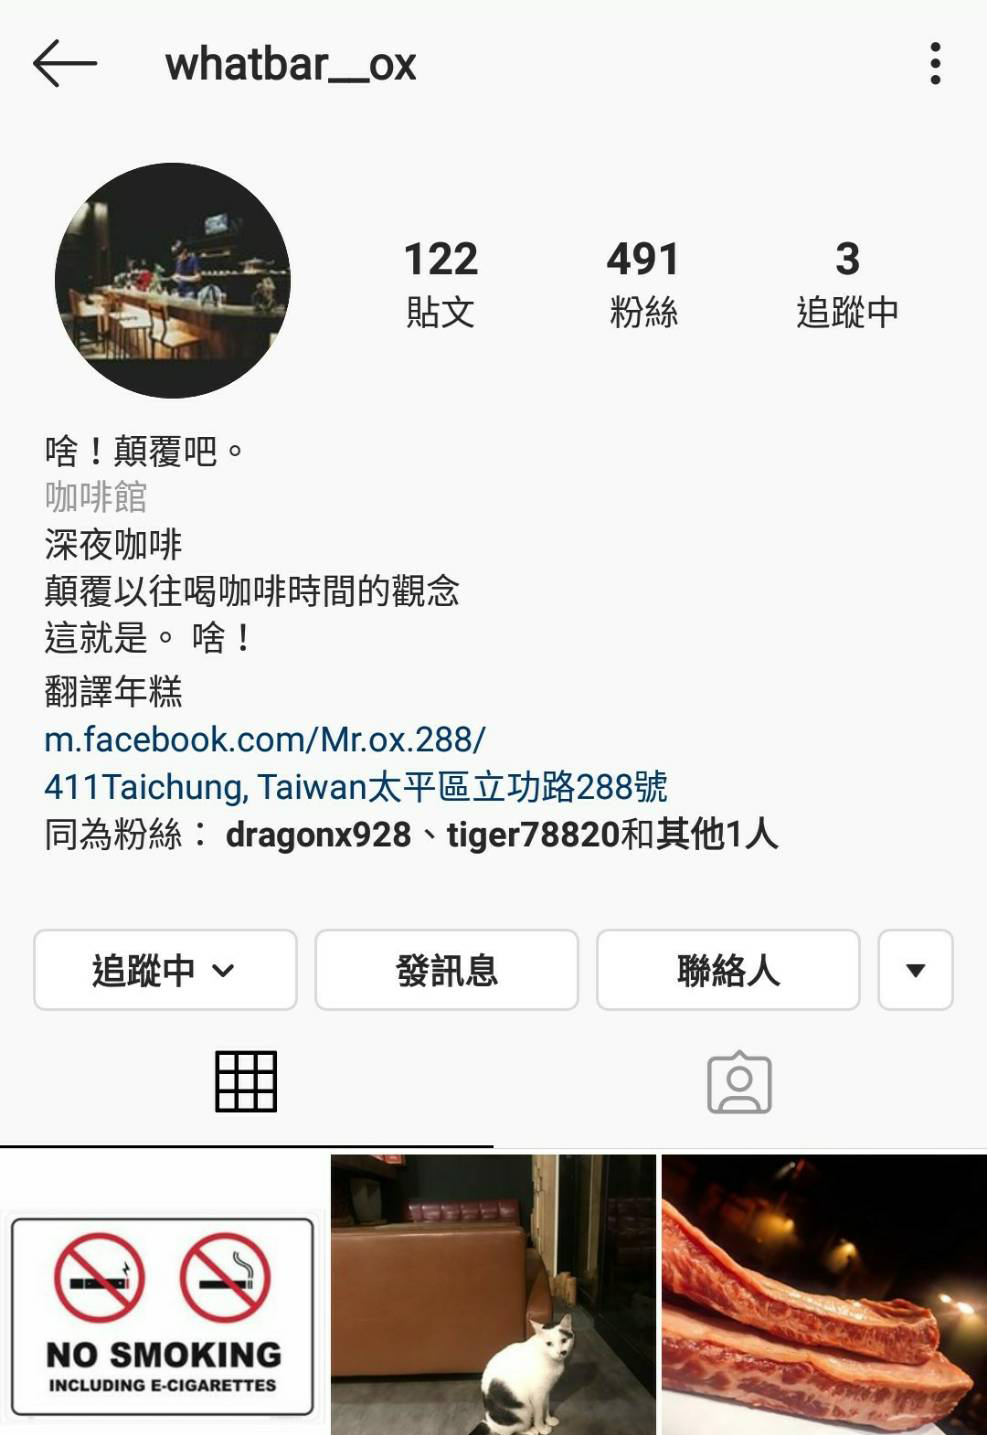 whatbar__ox
122
貼文
491
粉絲
3
追蹤中
啥！顛覆吧。
咖啡館
深夜咖啡
顛覆以往喝咖啡時間的觀念
這就是。 啥！
翻譯年糕
m.facebook.com/Mr.ox.288/
411Taichung, Taiwan太平區立功路288號
同為粉絲： dragonx928、tiger78820和其他1人
追蹤中
發訊息
聯絡人
NO SMOKING
INCLUDING E-CIGARETTES